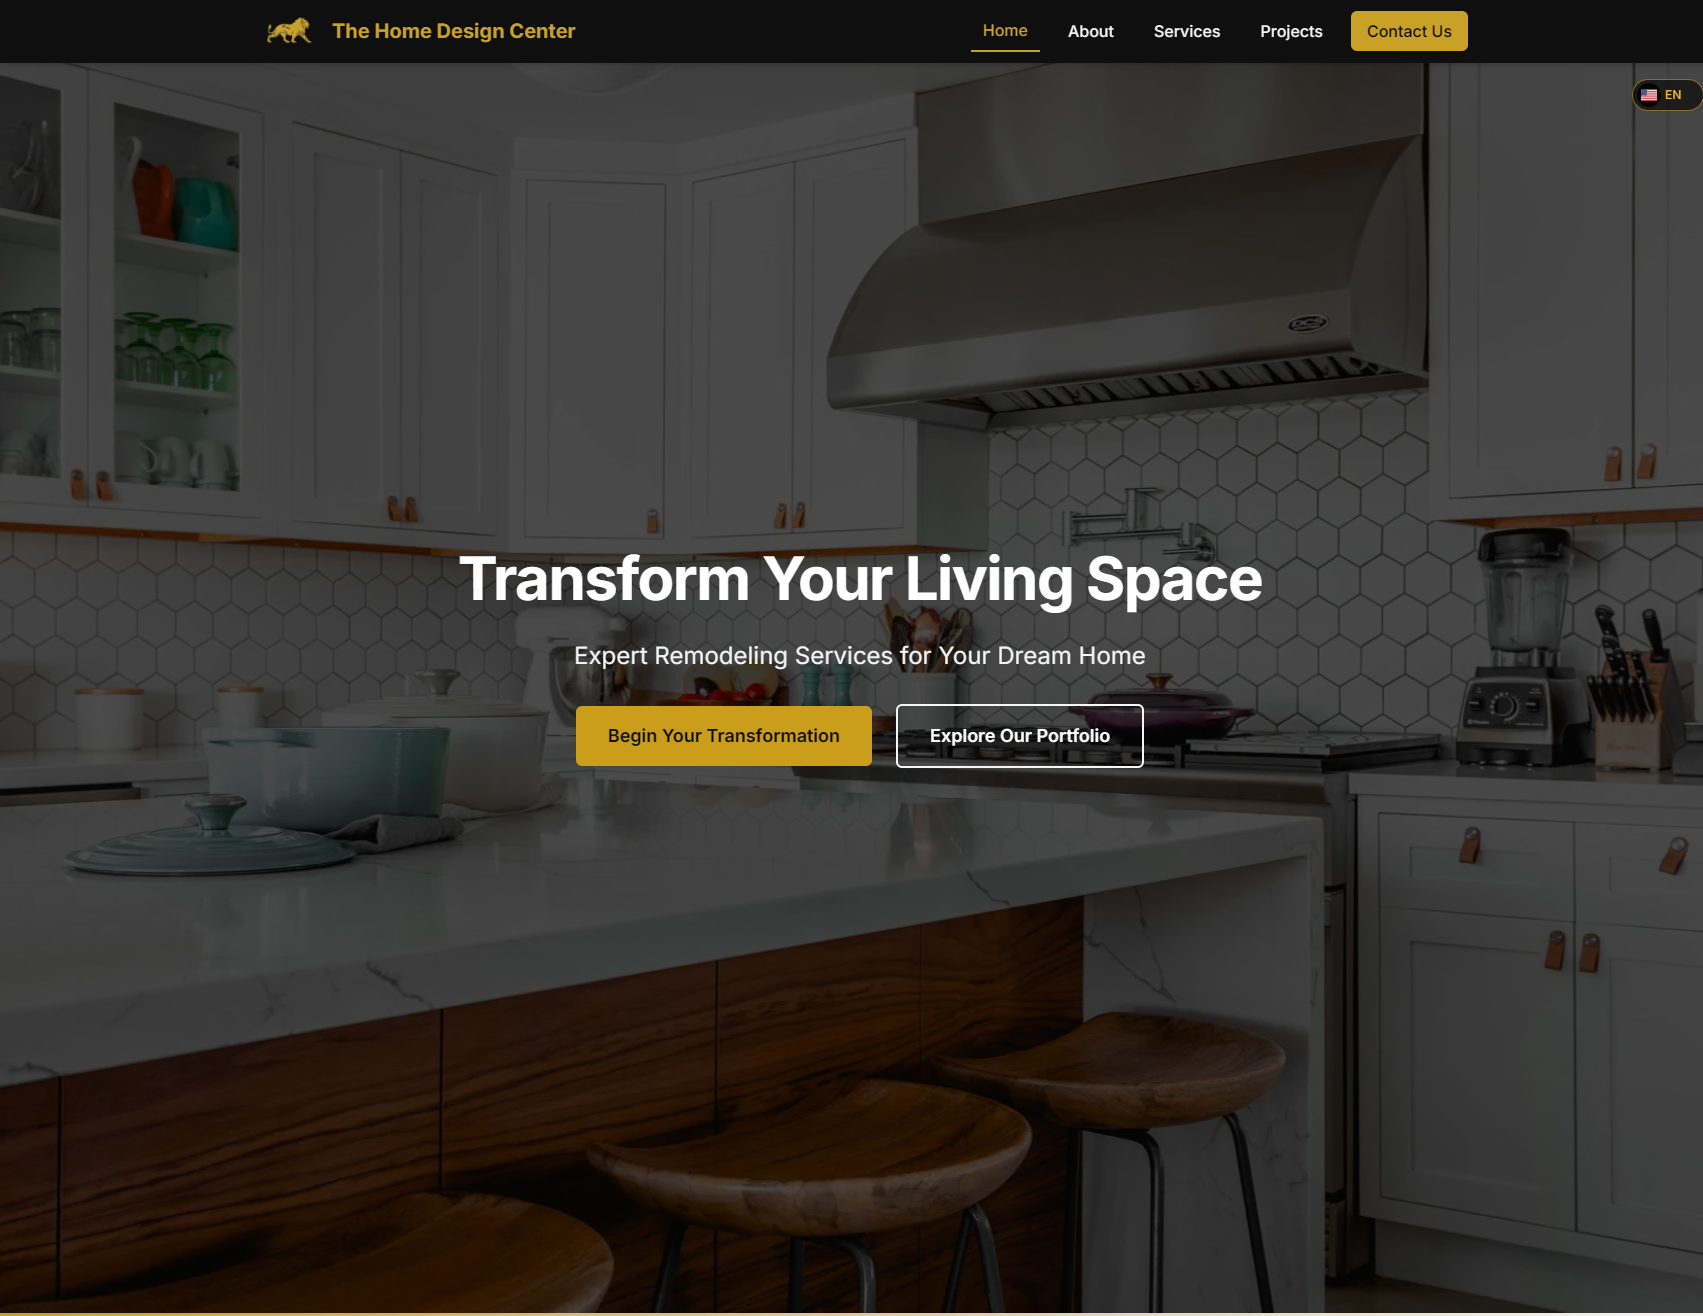 The Home Design Center
Home
About
Services
Projects
Contact Us
EN
DCS
Transform Your Living Space
Expert Remodeling Services for Your Dream Home
Begin Your Transformation
Explore Our Portfolio